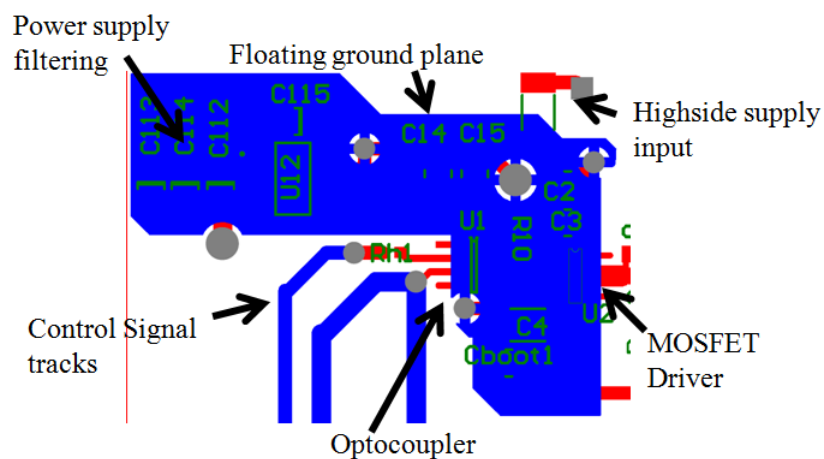 Power supply
filtering
Floating ground plane
Highside supply
input
C113
C114
C112
C115
U12
C14
C15
C2
C3
U1
R10
Rh1
U2
C4
Cboot1
Control Signal
tracks
MOSFET
Driver
Optocoupler